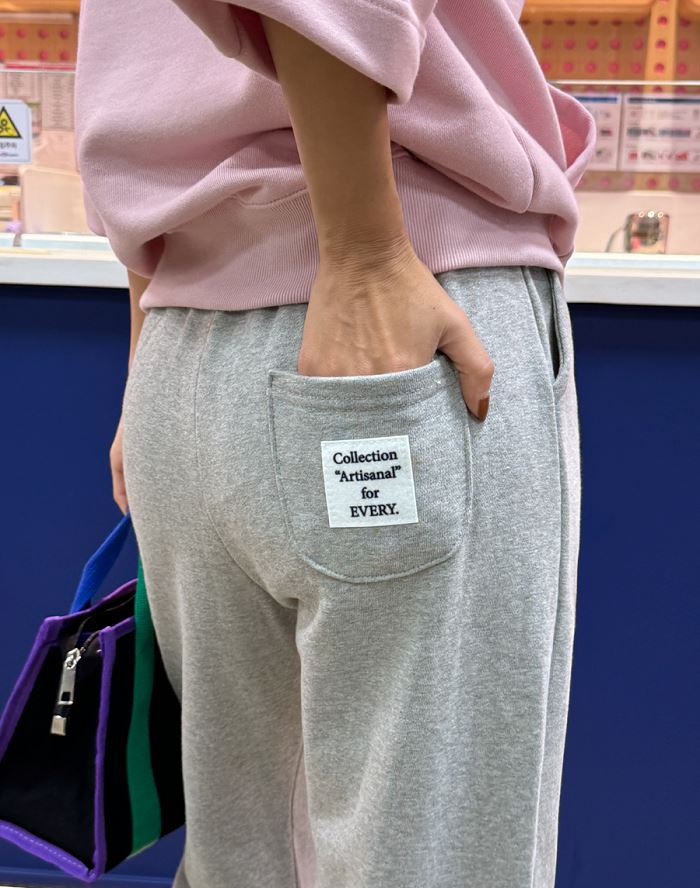 Collection
“Artisanal”
for
EVERY.